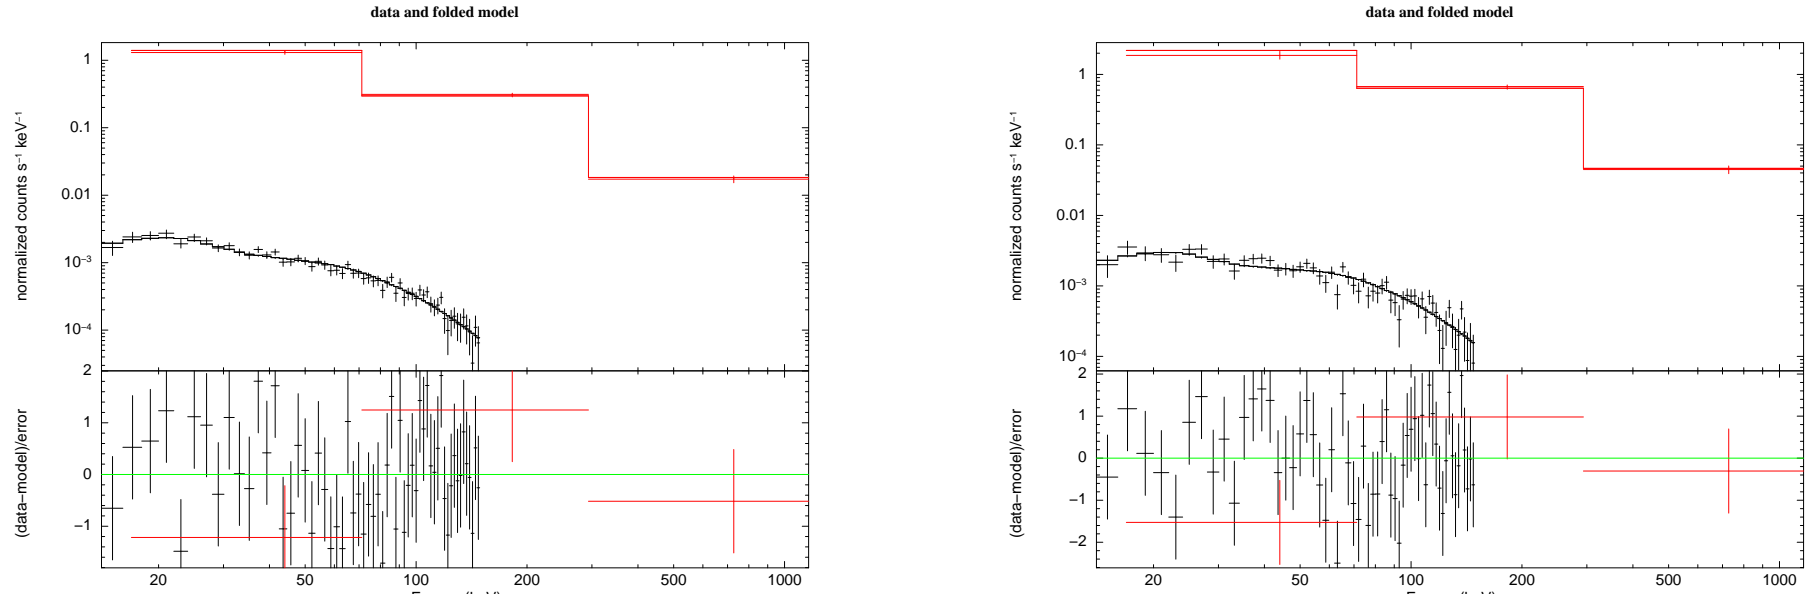 data and folded model
normalized counts s⁻¹ keV⁻¹
1
0.1
0.01
10⁻³
10⁻⁴
(data−model)/error
2
1
0
−1
20 50 100 200 500 1000
data and folded model
normalized counts s⁻¹ keV⁻¹
1
0.1
0.01
10⁻³
10⁻⁴
(data−model)/error
2
1
0
−1
−2
20 50 100 200 500 1000